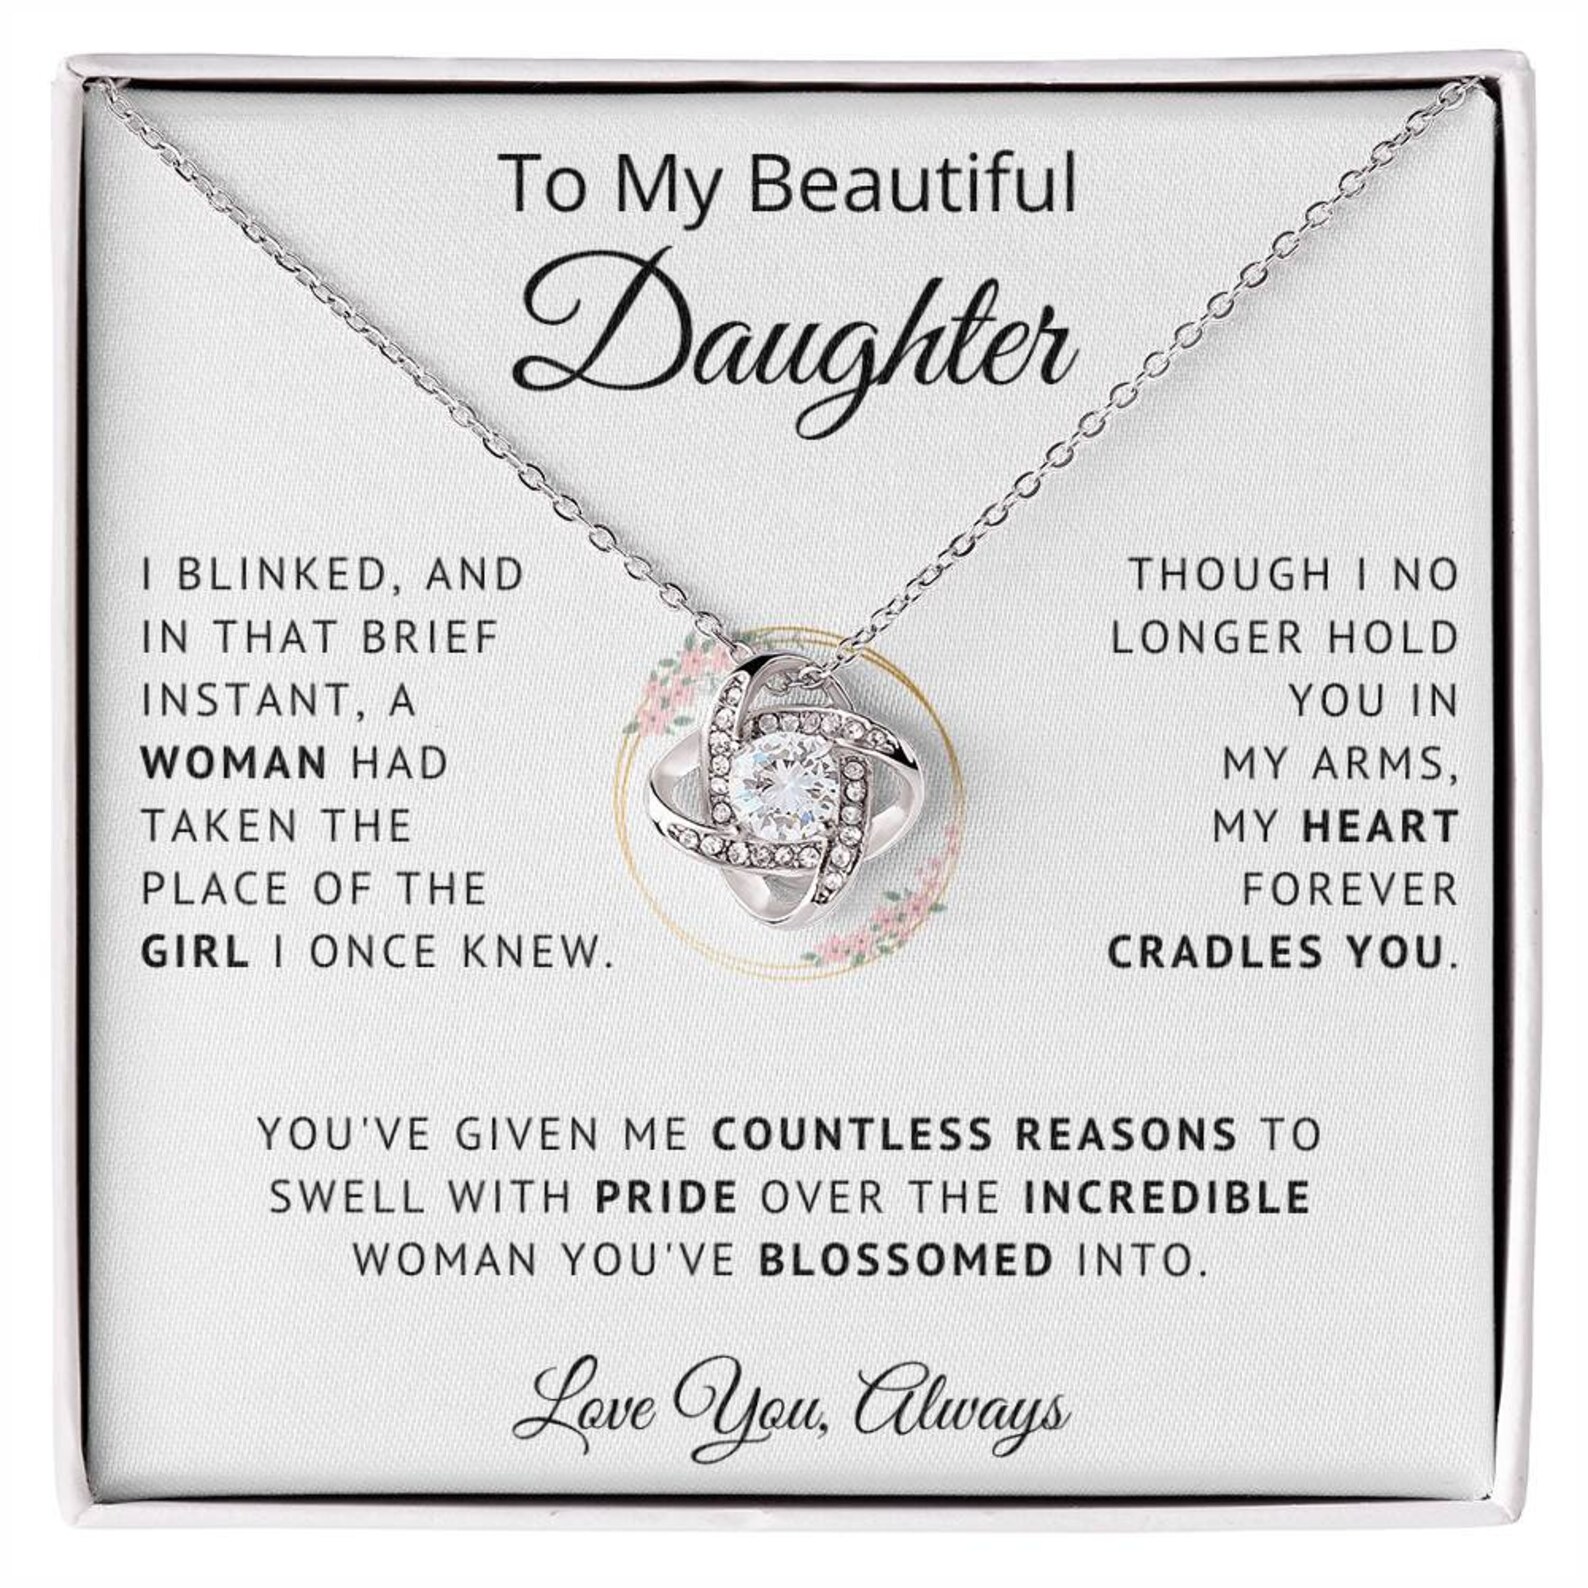 To My Beautiful
Daughter
I BLINKED, AND
IN THAT BRIEF
INSTANT, A
WOMAN HAD
TAKEN THE
PLACE OF THE
GIRL I ONCE KNEW.
THOUGH I NO
LONGER HOLD
YOU IN
MY ARMS,
MY HEART
FOREVER
CRADLES YOU.
YOU'VE GIVEN ME COUNTLESS REASONS TO
SWELL WITH PRIDE OVER THE INCREDIBLE
WOMAN YOU'VE BLOSSOMED INTO.
Love You, Always